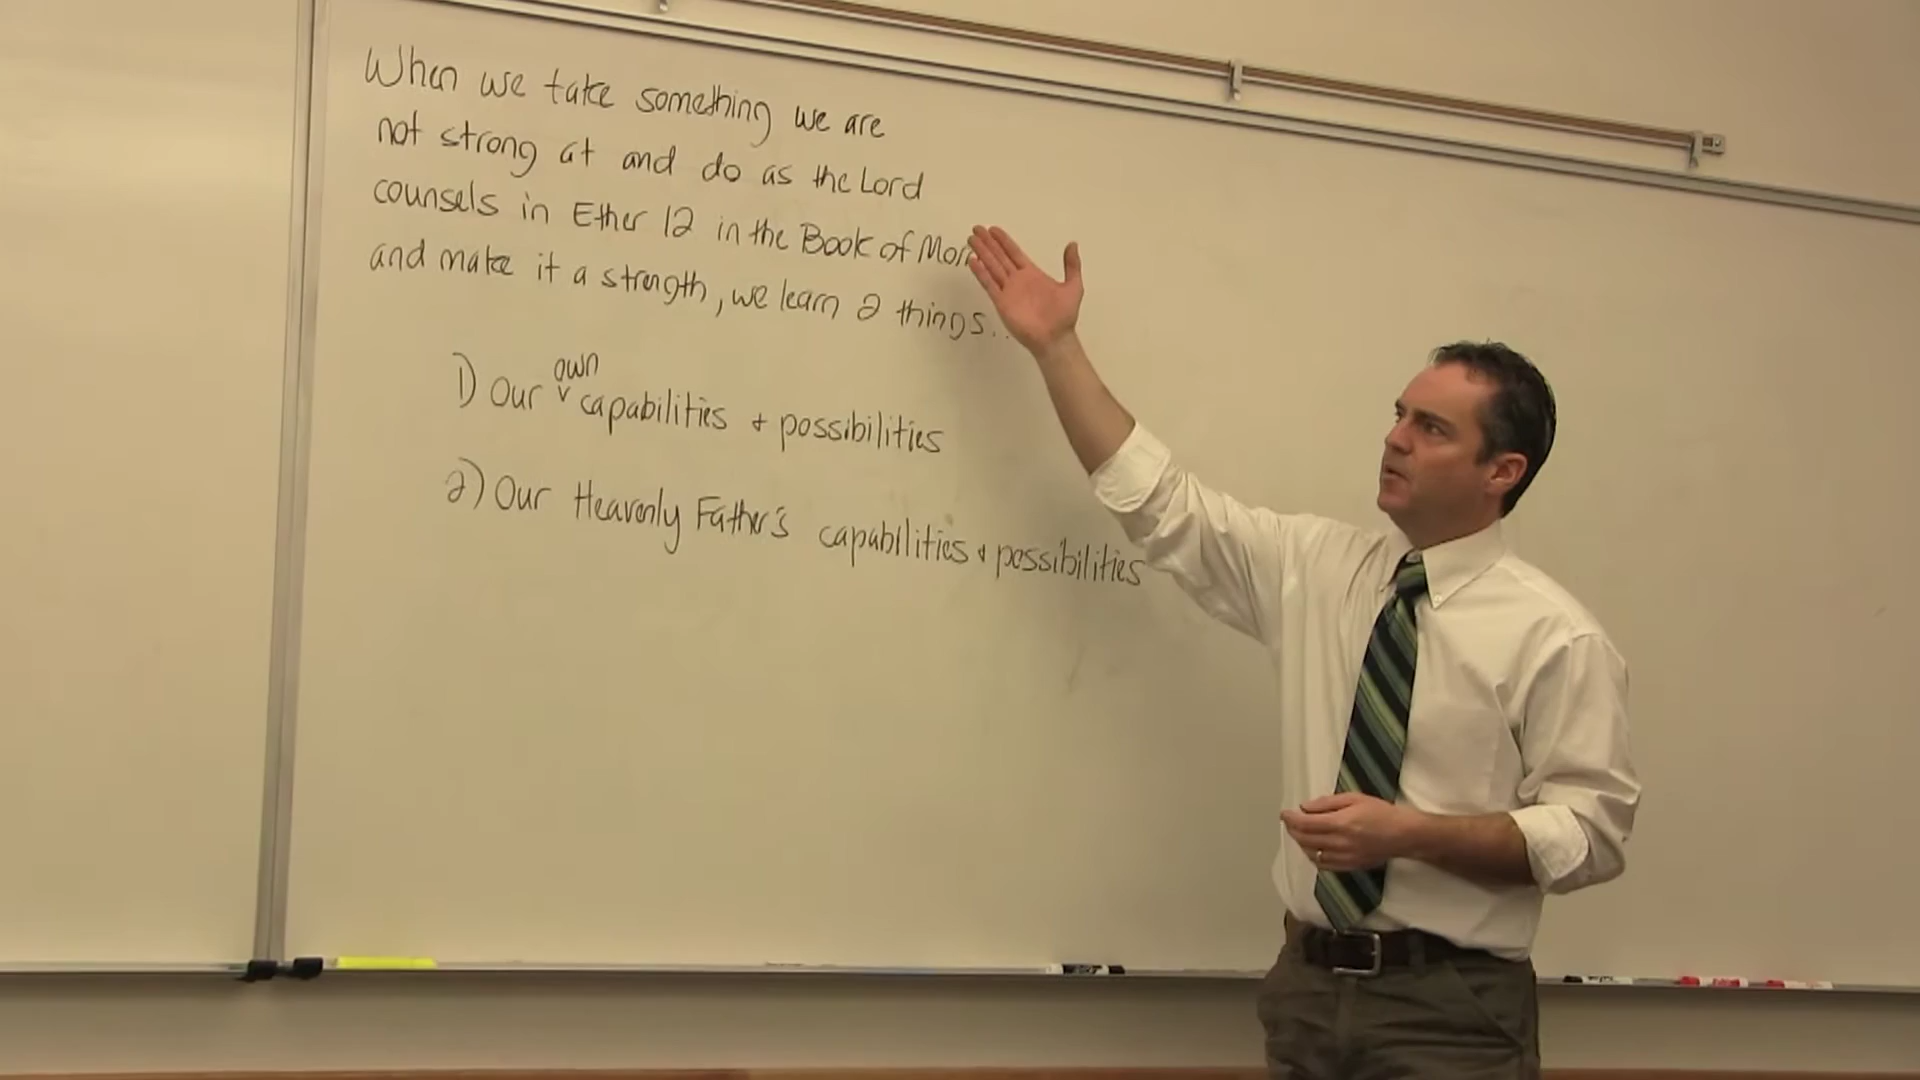 When we take something we are
not strong at and do as the Lord
counsels in Ether 12 in the Book of Mor
and make it a strength, we learn 2 things...
1) Our own capabilities + possibilities
2) Our Heavenly Father's capabilities + possibilities